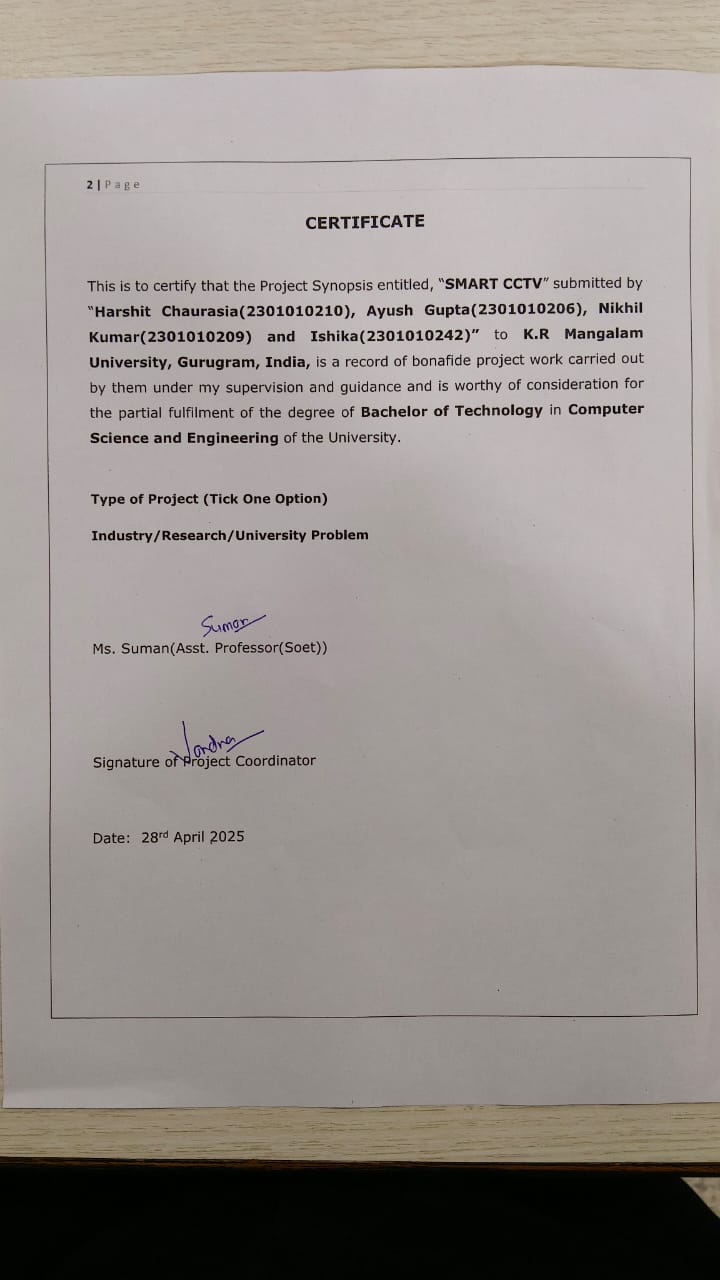 2 | Page
CERTIFICATE
This is to certify that the Project Synopsis entitled, “SMART CCTV” submitted by
“Harshit Chaurasia(2301010210), Ayush Gupta(2301010206), Nikhil
Kumar(2301010209) and Ishika(2301010242)” to K.R Mangalam
University, Gurugram, India, is a record of bonafide project work carried out
by them under my supervision and guidance and is worthy of consideration for
the partial fulfilment of the degree of Bachelor of Technology in Computer
Science and Engineering of the University.
Type of Project (Tick One Option)
Industry/Research/University Problem
Suman
Ms. Suman(Asst. Professor(Soet))
Vandna
Signature of Project Coordinator
Date: 28rd April 2025